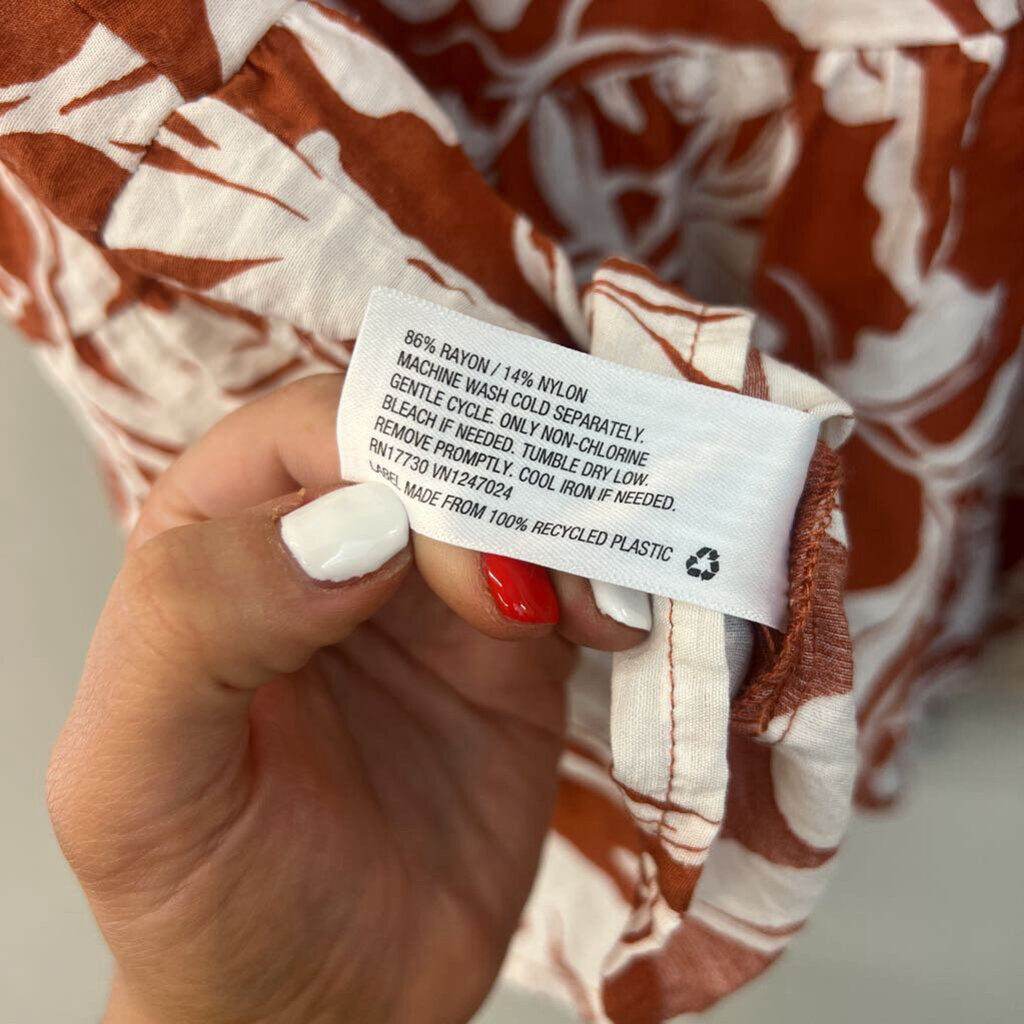 86% RAYON / 14% NYLON
MACHINE WASH COLD SEPARATELY.
GENTLE CYCLE. ONLY NON-CHLORINE
BLEACH IF NEEDED. TUMBLE DRY LOW.
REMOVE PROMPTLY. COOL IRON IF NEEDED.
RN17730 VN1247024
LABEL MADE FROM 100% RECYCLED PLASTIC